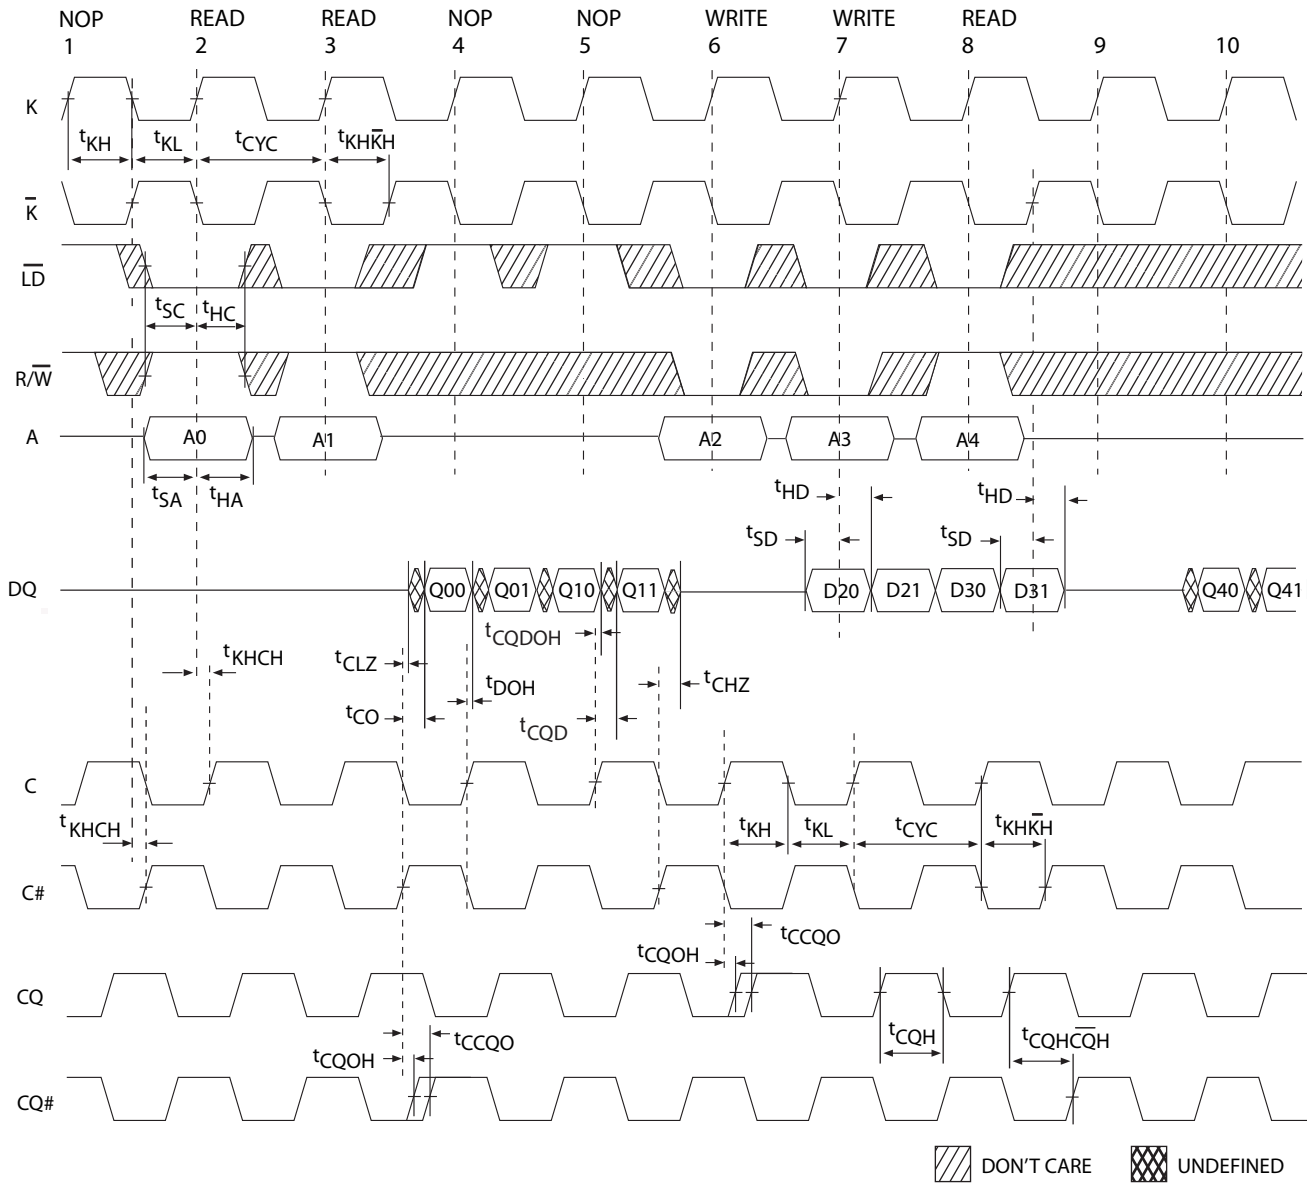 NOP READ READ NOP NOP WRITE WRITE READ
1 2 3 4 5 6 7 8 9 10
K
tKH tKL tCYC tKHK̅H
K̅
L̅D̅
tSC tHC
R/W̅
A A0 A1 A2 A3 A4
tSA tHA tHD tHD
tSD tSD
DQ Q00 Q01 Q10 Q11 D20 D21 D30 D31 Q40 Q41
tCQDOH
tKHCH tCLZ tDOH tCHZ
tCO tCQD
C
tKHCH tKH tKL tCYC tKHK̅H
C#
tCCQO
tCQOH
CQ
tCCQO tCQH tCQHC̅Q̅H
tCQOH
CQ#
DON'T CARE UNDEFINED